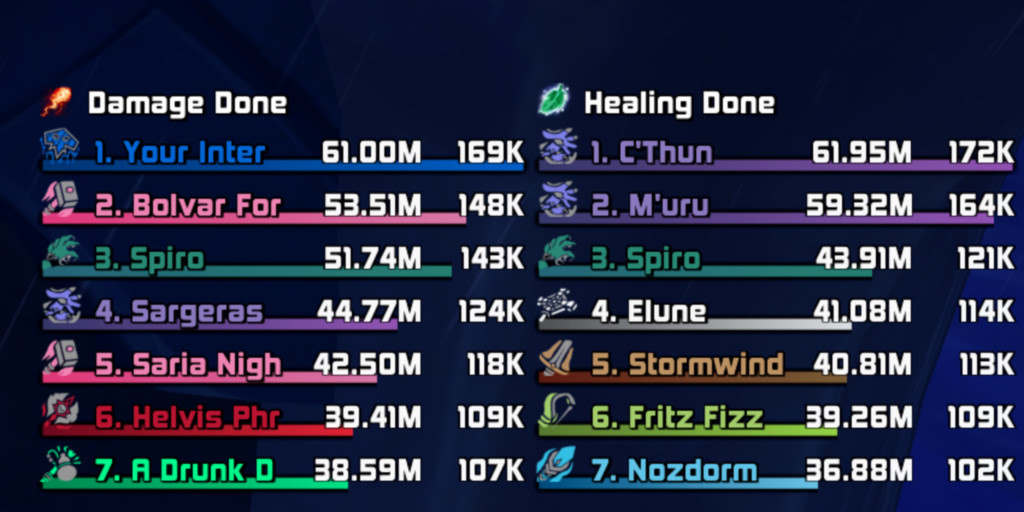 Damage Done
1. Your Inter 61.00M 169K
2. Bolvar For 53.51M 148K
3. Spiro 51.74M 143K
4. Sargeras 44.77M 124K
5. Saria Nigh 42.50M 118K
6. Helvis Phr 39.41M 109K
7. A Drunk D 38.59M 107K
Healing Done
1. C'Thun 61.95M 172K
2. M'uru 59.32M 164K
3. Spiro 43.91M 121K
4. Elune 41.08M 114K
5. Stormwind 40.81M 113K
6. Fritz Fizz 39.26M 109K
7. Nozdorm 36.88M 102K